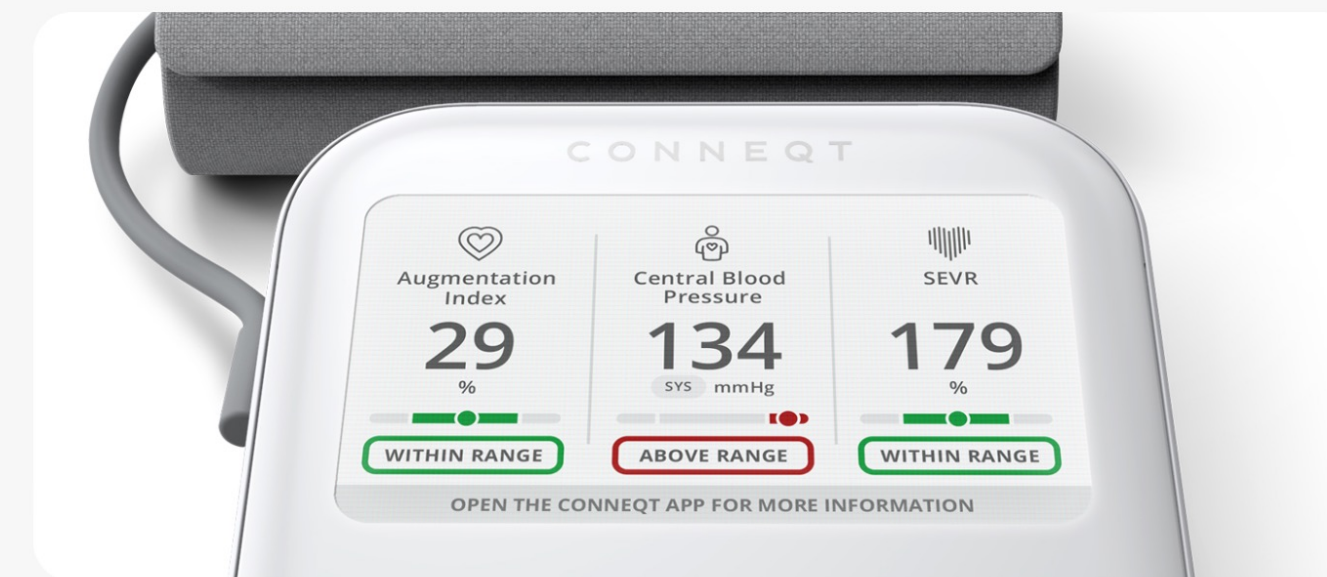 CONNEQT
Augmentation
Index
29
%
WITHIN RANGE
Central Blood
Pressure
134
SYS mmHg
ABOVE RANGE
SEVR
179
%
WITHIN RANGE
OPEN THE CONNEQT APP FOR MORE INFORMATION